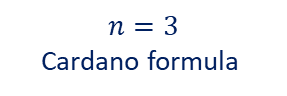 n = 3
Cardano formula